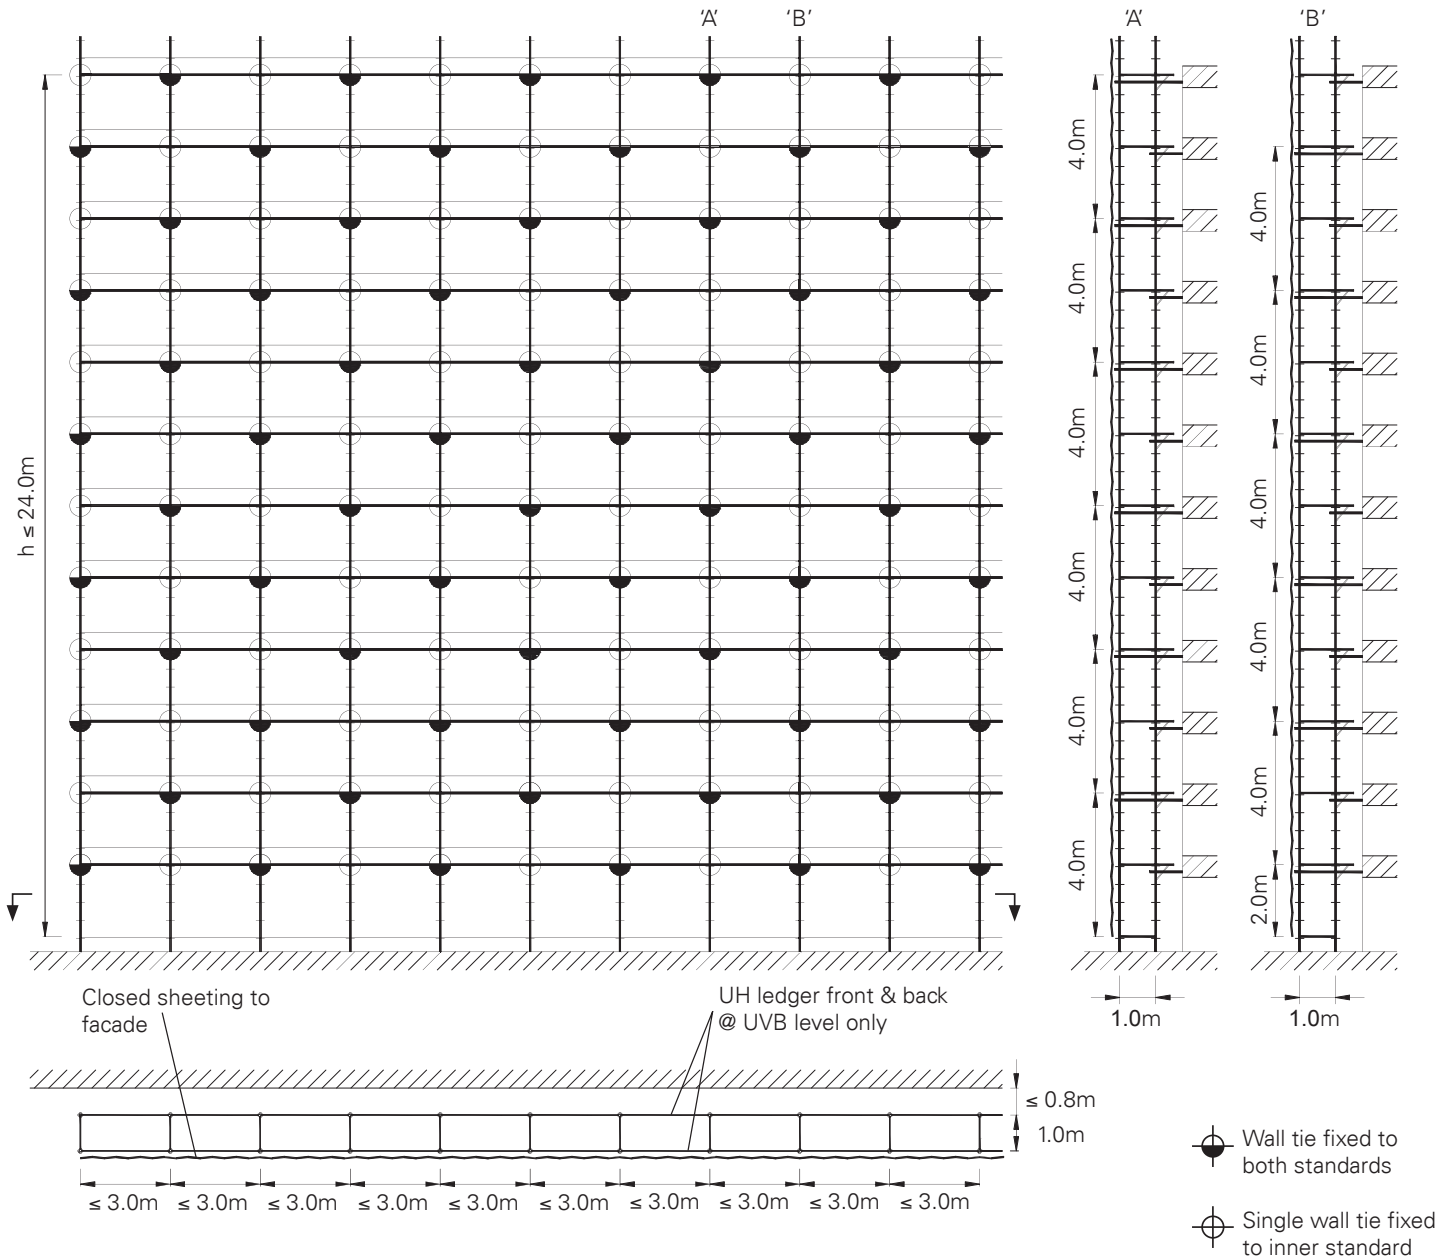 ‘A’
‘B’
‘A’
‘B’
h ≤ 24.0m
4.0m
4.0m
4.0m
4.0m
4.0m
4.0m
4.0m
4.0m
4.0m
4.0m
4.0m
2.0m
1.0m
1.0m
Closed sheeting to
facade
UH ledger front & back
@ UVB level only
≤ 0.8m
1.0m
≤ 3.0m
≤ 3.0m
≤ 3.0m
≤ 3.0m
≤ 3.0m
≤ 3.0m
≤ 3.0m
≤ 3.0m
≤ 3.0m
≤ 3.0m
Wall tie fixed to
both standards
Single wall tie fixed
to inner standard